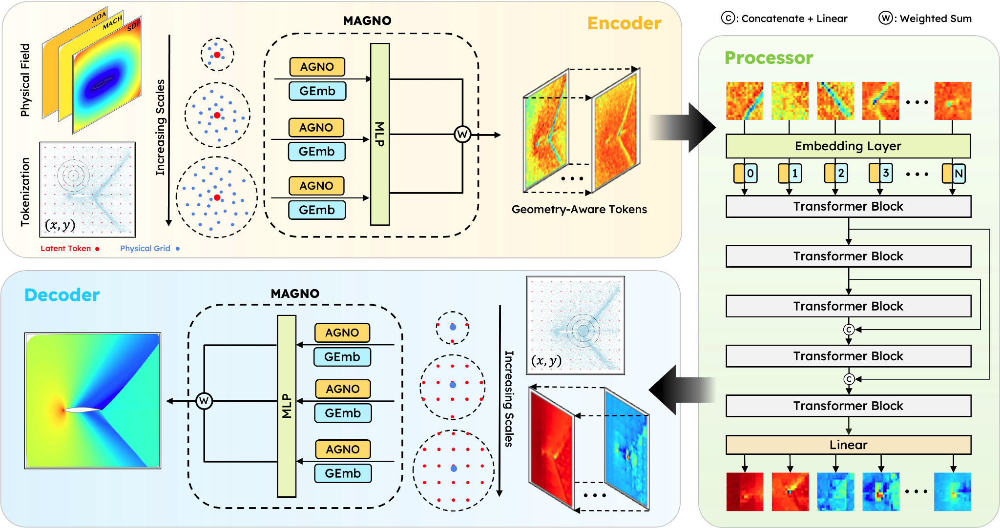 Encoder
MAGNO
Physical Field
AOA
MACH
SDF
Tokenization
(x, y)
Latent Token
Physical Grid
Increasing Scales
AGNO
GEmb
AGNO
GEmb
AGNO
GEmb
MLP
W
Geometry-Aware Tokens
C : Concatenate + Linear
W : Weighted Sum
Processor
Embedding Layer
0
1
2
3
N
Transformer Block
Transformer Block
Transformer Block
C
Transformer Block
C
Transformer Block
Linear
Decoder
MAGNO
W
MLP
AGNO
GEmb
AGNO
GEmb
AGNO
GEmb
Increasing Scales
(x, y)